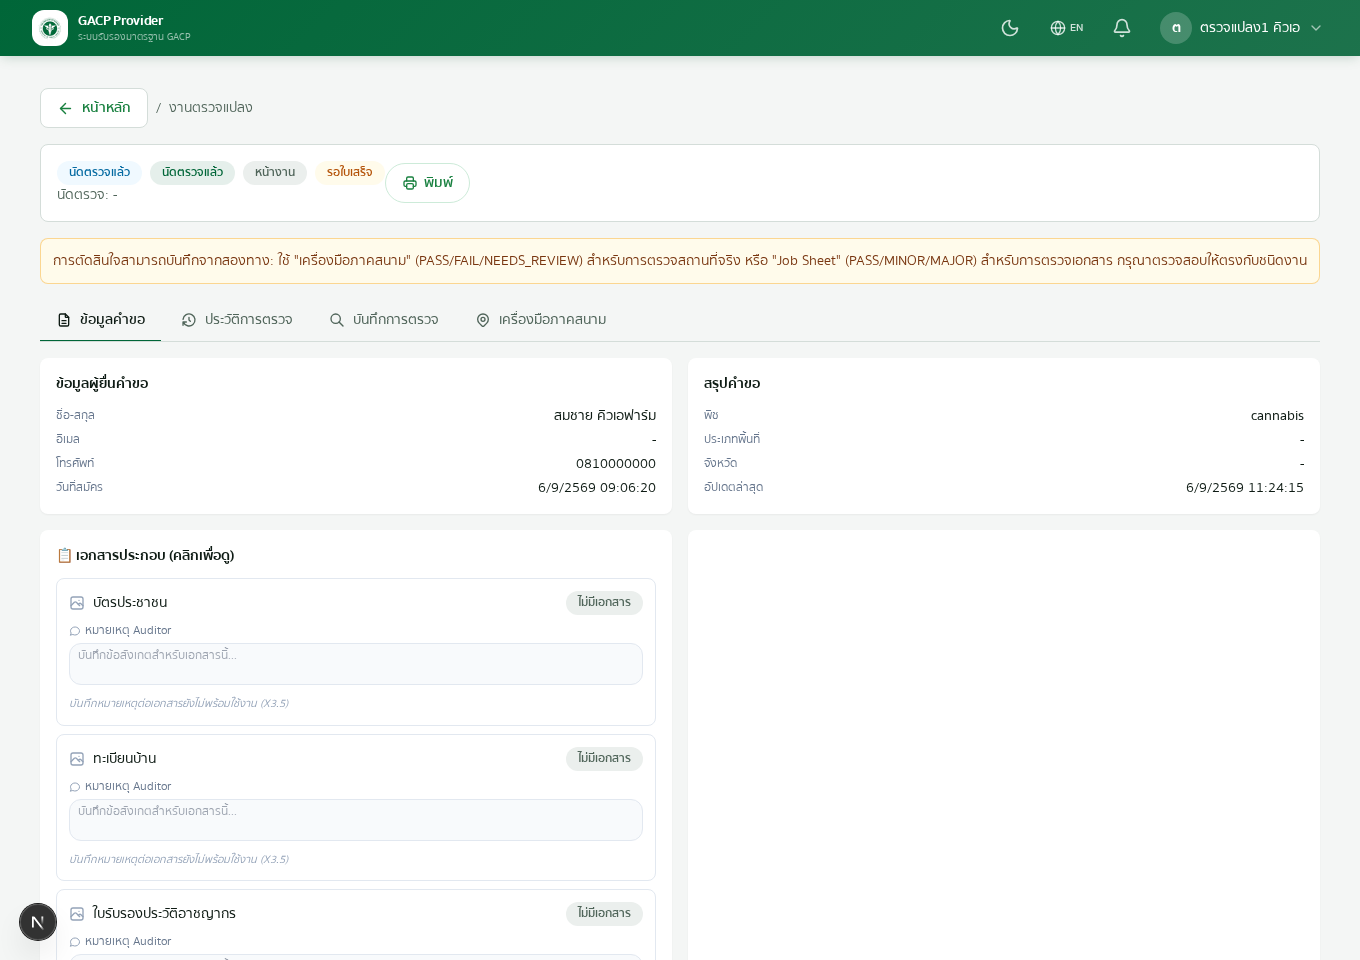 GACP Provider
ระบบรับรองมาตรฐาน GACP
EN
ต
ตรวจแปลง1 คิวเอ
หน้าหลัก
/ งานตรวจแปลง
นัดตรวจแล้ว
นัดตรวจแล้ว
หน้างาน
รอใบเสร็จ
พิมพ์
นัดตรวจ: -
การตัดสินใจสามารถบันทึกจากสองทาง: ใช้ "เครื่องมือภาคสนาม" (PASS/FAIL/NEEDS_REVIEW) สำหรับการตรวจสถานที่จริง หรือ "Job Sheet" (PASS/MINOR/MAJOR) สำหรับการตรวจเอกสาร กรุณาตรวจสอบให้ตรงกับชนิดงาน
ข้อมูลคำขอ
ประวัติการตรวจ
บันทึกการตรวจ
เครื่องมือภาคสนาม
ข้อมูลผู้ยื่นคำขอ
ชื่อ-สกุล สมชาย คิวเอฟาร์ม
อีเมล -
โทรศัพท์ 0810000000
วันที่สมัคร 6/9/2569 09:06:20
สรุปคำขอ
พืช cannabis
ประเภทพื้นที่ -
จังหวัด -
อัปเดตล่าสุด 6/9/2569 11:24:15
📋 เอกสารประกอบ (คลิกเพื่อดู)
บัตรประชาชน ไม่มีเอกสาร
หมายเหตุ Auditor
บันทึกข้อสังเกตสำหรับเอกสารนี้...
บันทึกหมายเหตุต่อเอกสารยังไม่พร้อมใช้งาน (X3.5)
ทะเบียนบ้าน ไม่มีเอกสาร
หมายเหตุ Auditor
บันทึกข้อสังเกตสำหรับเอกสารนี้...
บันทึกหมายเหตุต่อเอกสารยังไม่พร้อมใช้งาน (X3.5)
ใบรับรองประวัติอาชญากร ไม่มีเอกสาร
หมายเหตุ Auditor
N